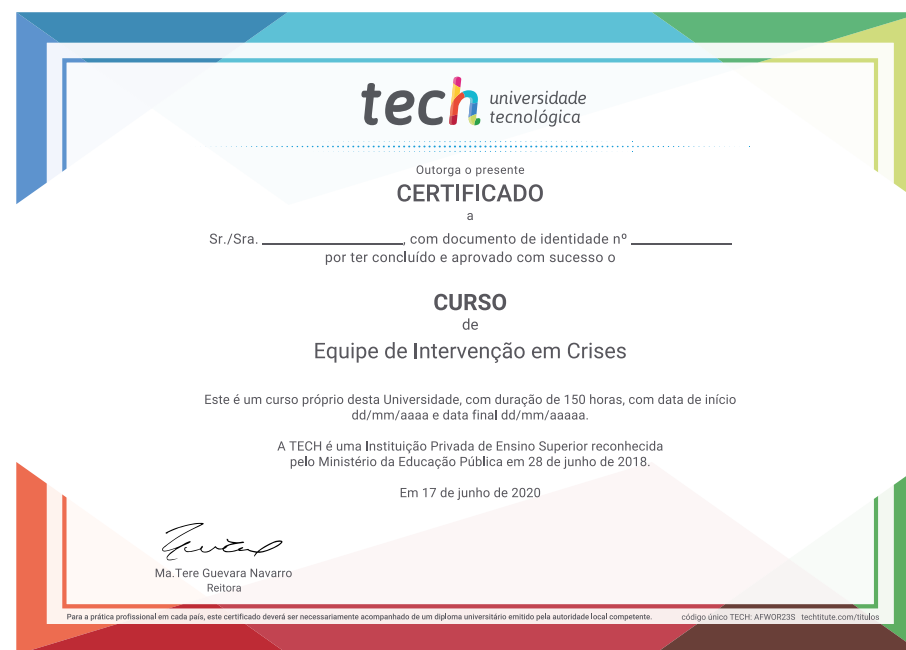 tech universidade
tecnológica
Outorga o presente
CERTIFICADO
a
Sr./Sra. ________________, com documento de identidade nº ____________
por ter concluído e aprovado com sucesso o
CURSO
de
Equipe de Intervenção em Crises
Este é um curso próprio desta Universidade, com duração de 150 horas, com data de início
dd/mm/aaaa e data final dd/mm/aaaaa.
A TECH é uma Instituição Privada de Ensino Superior reconhecida
pelo Ministério da Educação Pública em 28 de junho de 2018.
Em 17 de junho de 2020
Ma.Tere Guevara Navarro
Reitora
Para a prática profissional em cada país, este certificado deverá ser necessariamente acompanhado de um diploma universitário emitido pela autoridade local competente. código único TECH: AFWOR23S techtitute.com/titulos